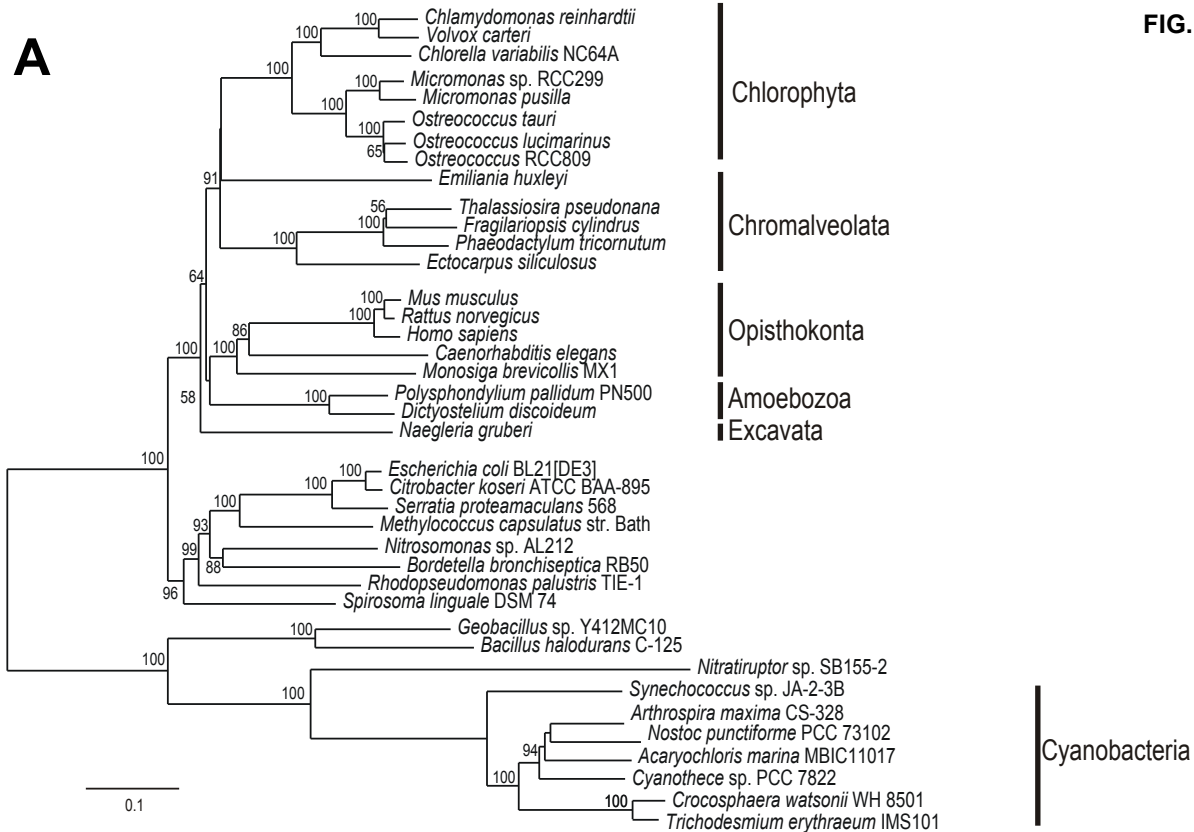 FIG.
A
100
Chlamydomonas reinhardtii
Volvox carteri
100
Chlorella variabilis NC64A
100
100
Micromonas sp. RCC299
Micromonas pusilla
100
100
Ostreococcus tauri
Ostreococcus lucimarinus
65
Ostreococcus RCC809
Chlorophyta
91
Emiliania huxleyi
56
Thalassiosira pseudonana
100
Fragilariopsis cylindrus
Phaeodactylum tricornutum
100
Ectocarpus siliculosus
Chromalveolata
64
100
Mus musculus
100
Rattus norvegicus
Homo sapiens
86
Caenorhabditis elegans
100
Monosiga brevicollis MX1
Opisthokonta
100
58
100
Polysphondylium pallidum PN500
Dictyostelium discoideum
Amoebozoa
Naegleria gruberi
Excavata
100
100
Escherichia coli BL21[DE3]
100
Citrobacter koseri ATCC BAA-895
Serratia proteamaculans 568
100
Methylococcus capsulatus str. Bath
93
Nitrosomonas sp. AL212
99
88
Bordetella bronchiseptica RB50
Rhodopseudomonas palustris TIE-1
96
Spirosoma linguale DSM 74
100
Geobacillus sp. Y412MC10
Bacillus halodurans C-125
100
Nitratiruptor sp. SB155-2
100
Synechococcus sp. JA-2-3B
Arthrospira maxima CS-328
Nostoc punctiforme PCC 73102
94
Acaryochloris marina MBIC11017
Cyanothece sp. PCC 7822
100
100
Crocosphaera watsonii WH 8501
Trichodesmium erythraeum IMS101
Cyanobacteria
0.1